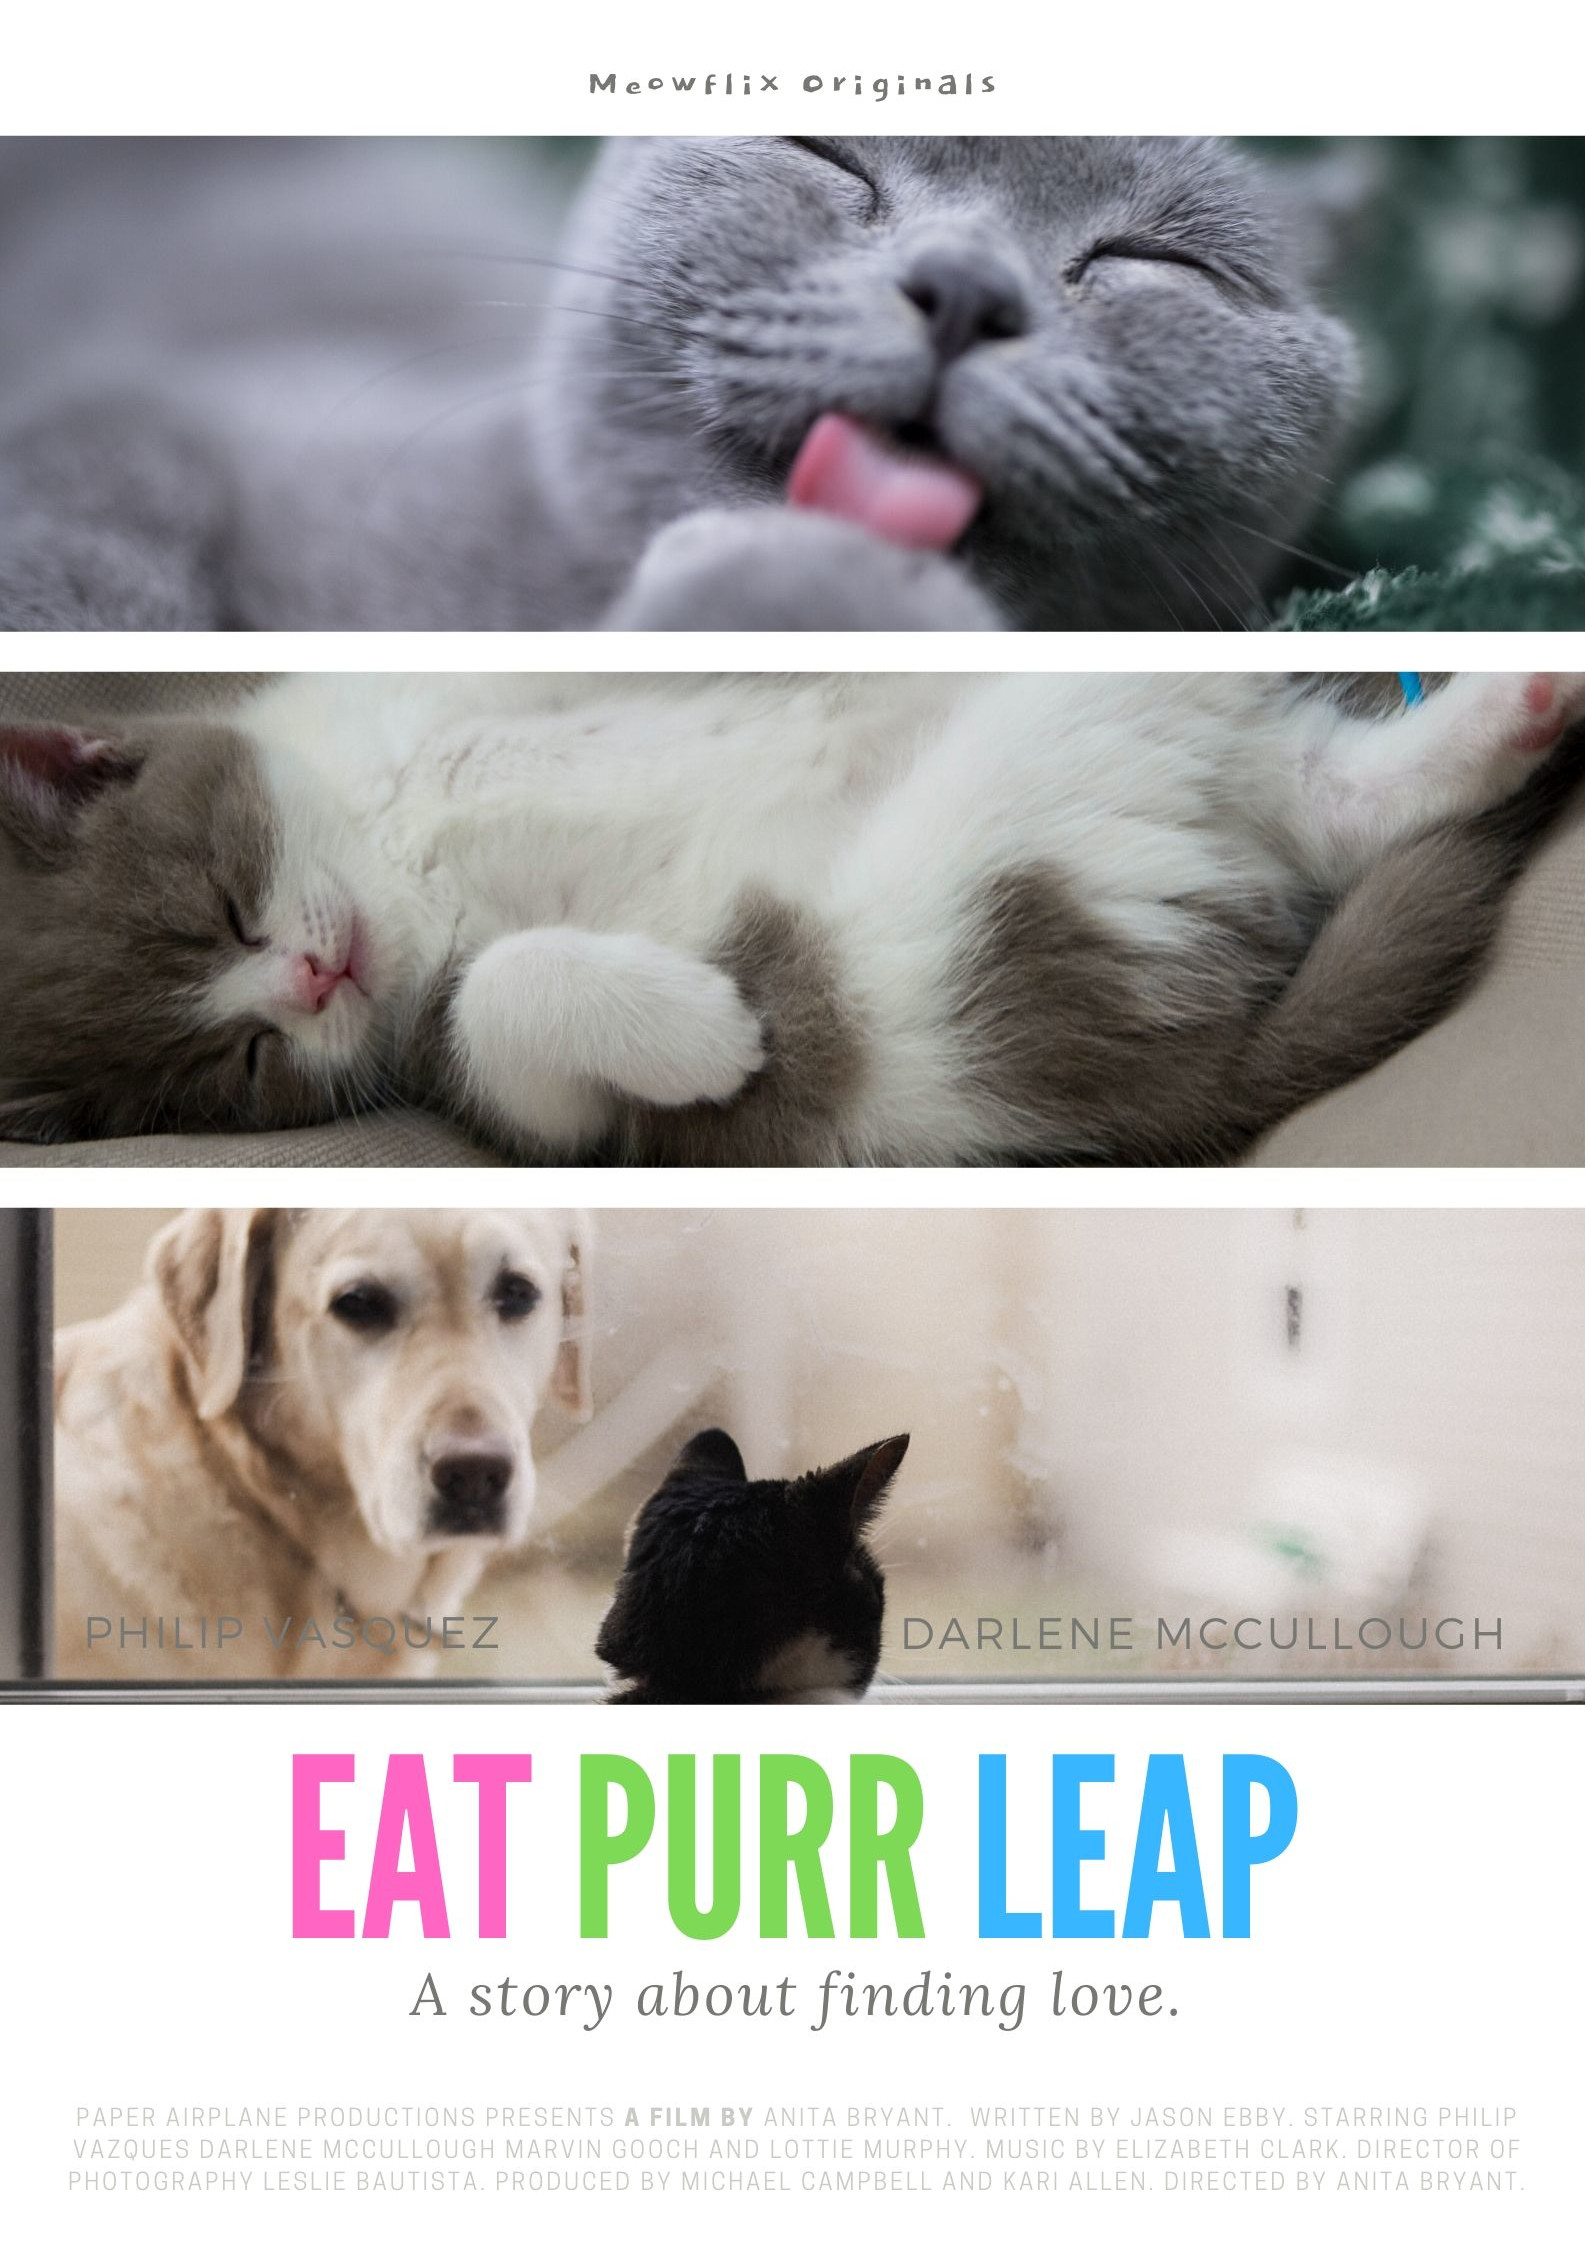 Meowflix Originals
PHILIP VASQUEZ
DARLENE MCCULLOUGH
EAT PURR LEAP
A story about finding love.
PAPER AIRPLANE PRODUCTIONS PRESENTS A FILM BY ANITA BRYANT. WRITTEN BY JASON EBBY. STARRING PHILIP
VAZQUES DARLENE MCCULLOUGH MARVIN GOOCH AND LOTTIE MURPHY. MUSIC BY ELIZABETH CLARK. DIRECTOR OF
PHOTOGRAPHY LESLIE BAUTISTA. PRODUCED BY MICHAEL CAMPBELL AND KARI ALLEN. DIRECTED BY ANITA BRYANT.